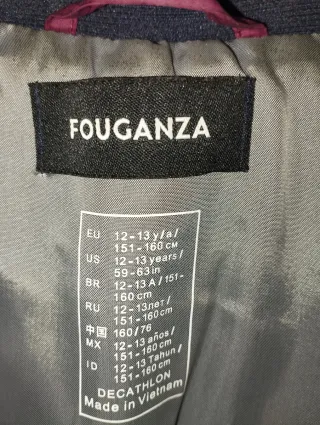 FOUGANZA
EU 12-13 y/a/
151-160 см
US 12-13 years/
59-63 in
BR 12-13 A/151-
160 cm
RU 12-13лет/
151-160 cm
中国 160/76
MX 12-13 años/
151-160 cm
ID 12-13 Tahun/
151-160 cm
DECATHLON
Made in Vietnam